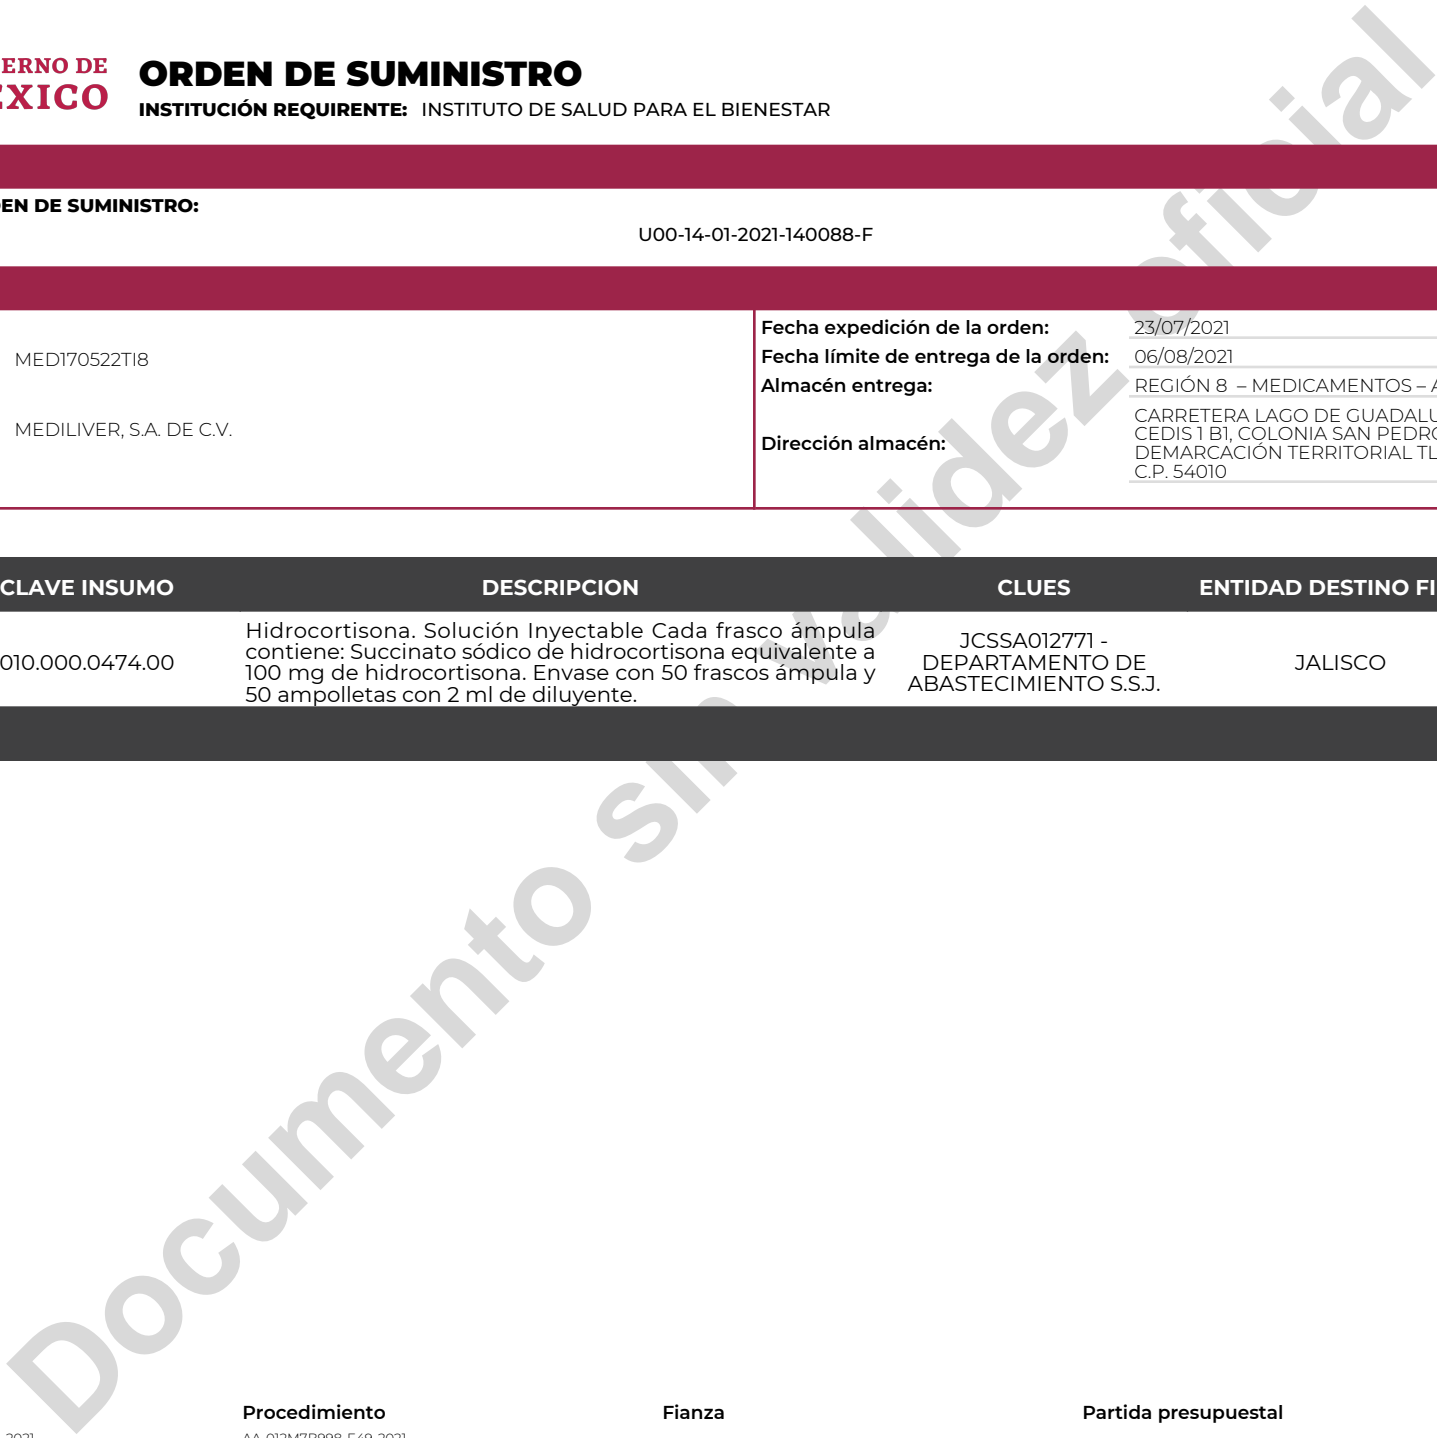 ERNO DE
EXICO
ORDEN DE SUMINISTRO
INSTITUCIÓN REQUIRENTE: INSTITUTO DE SALUD PARA EL BIENESTAR
EN DE SUMINISTRO:
U00-14-01-2021-140088-F
MED170522TI8
MEDILIVER, S.A. DE C.V.
Fecha expedición de la orden: 23/07/2021
Fecha límite de entrega de la orden: 06/08/2021
Almacén entrega: REGIÓN 8 – MEDICAMENTOS – A
Dirección almacén:
CARRETERA LAGO DE GUADALU
CEDIS 1 B1, COLONIA SAN PEDRO
DEMARCACIÓN TERRITORIAL TL
C.P. 54010
CLAVE INSUMO DESCRIPCION CLUES ENTIDAD DESTINO FI
010.000.0474.00
Hidrocortisona. Solución Inyectable Cada frasco ámpula
contiene: Succinato sódico de hidrocortisona equivalente a
100 mg de hidrocortisona. Envase con 50 frascos ámpula y
50 ampolletas con 2 ml de diluyente.
JCSSA012771 -
DEPARTAMENTO DE
ABASTECIMIENTO S.S.J.
JALISCO
Documento sin validez oficial
Procedimiento Fianza Partida presupuestal